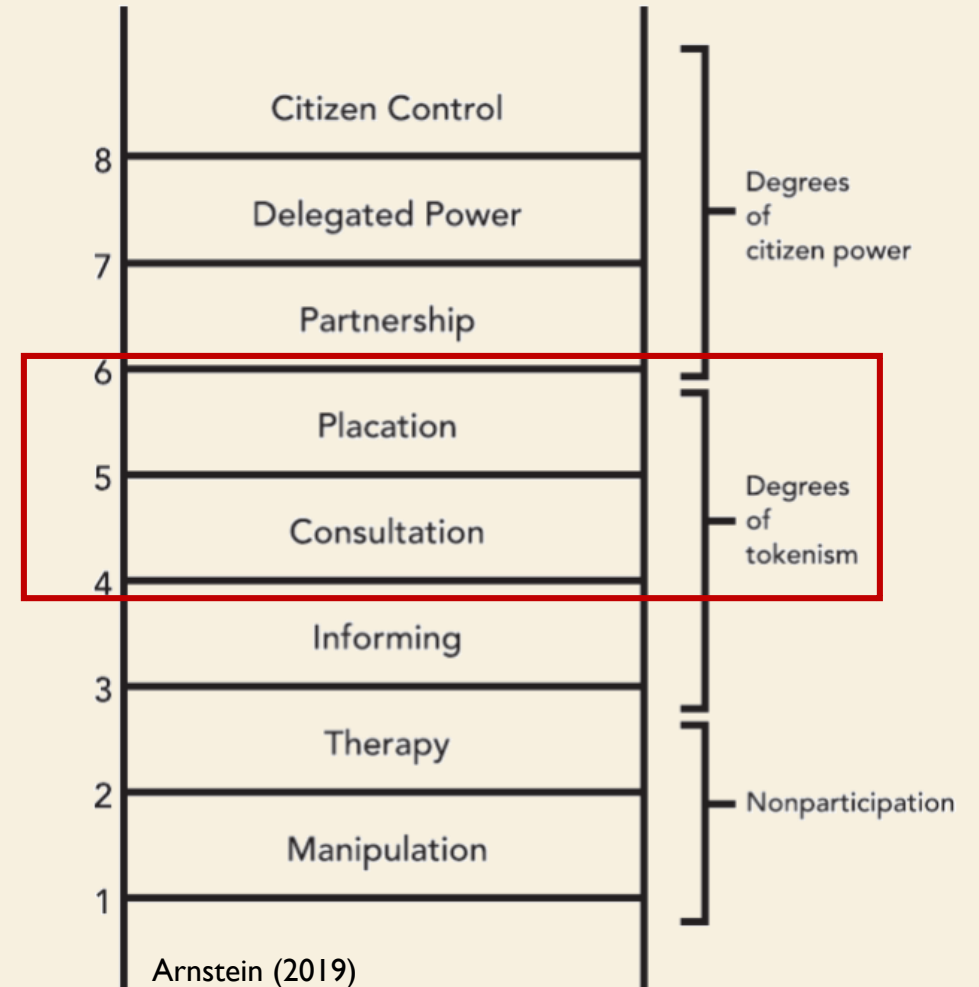 Citizen Control
8
Degrees
of
citizen power
Delegated Power
7
Partnership
6
Placation
5
Degrees
of
tokenism
Consultation
4
Informing
3
Therapy
2
Nonparticipation
Manipulation
1
Arnstein (2019)